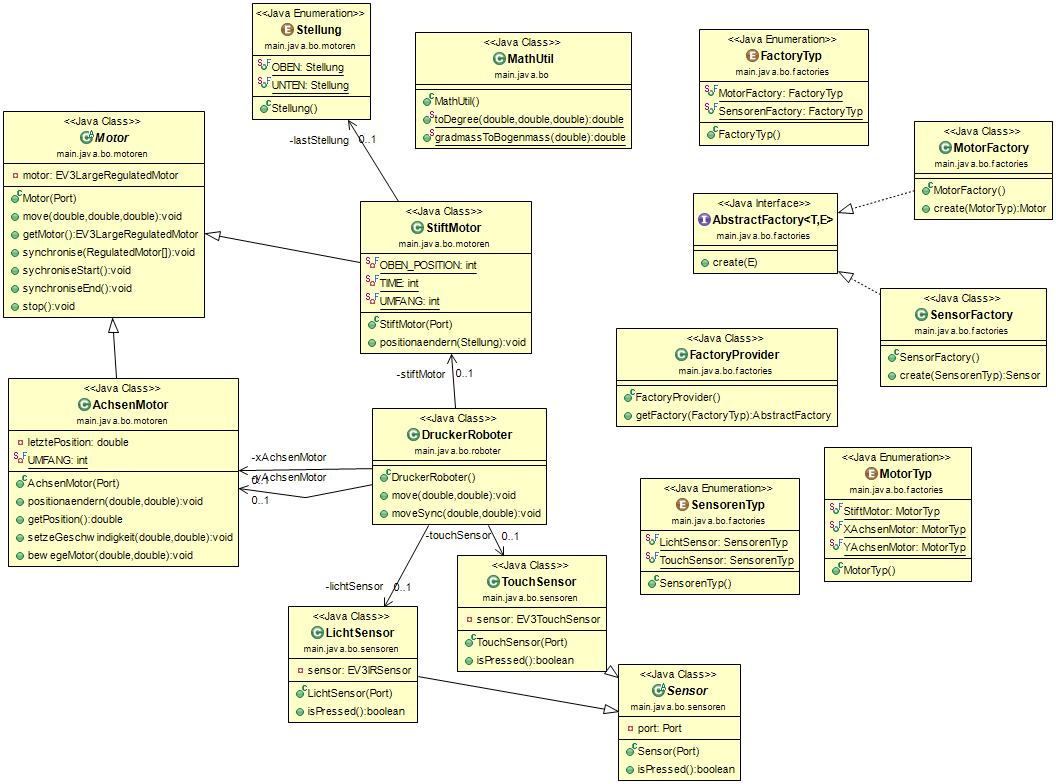 <<Java Enumeration>>
Stellung
main.java.bo.motoren
OBEN: Stellung
UNTEN: Stellung
Stellung()
<<Java Class>>
MathUtil
main.java.bo
MathUtil()
toDegree(double,double,double):double
gradmassToBogenmass(double):double
<<Java Enumeration>>
FactoryTyp
main.java.bo.factories
MotorFactory: FactoryTyp
SensorenFactory: FactoryTyp
FactoryTyp()
<<Java Class>>
Motor
main.java.bo.motoren
motor: EV3LargeRegulatedMotor
Motor(Port)
move(double,double,double):void
getMotor():EV3LargeRegulatedMotor
synchronise(RegulatedMotor[]):void
sychroniseStart():void
synchroniseEnd():void
stop():void
-lastStellung
0..1
<<Java Class>>
MotorFactory
main.java.bo.factories
MotorFactory()
create(MotorTyp):Motor
<<Java Class>>
StiftMotor
main.java.bo.motoren
OBEN_POSITION: int
TIME: int
UMFANG: int
StiftMotor(Port)
positionaendern(Stellung):void
<<Java Interface>>
AbstractFactory<T,E>
main.java.bo.factories
create(E)
<<Java Class>>
SensorFactory
main.java.bo.factories
SensorFactory()
create(SensorenTyp):Sensor
<<Java Class>>
FactoryProvider
main.java.bo.factories
FactoryProvider()
getFactory(FactoryTyp):AbstractFactory
-stiftMotor
0..1
<<Java Class>>
AchsenMotor
main.java.bo.motoren
letztePosition: double
UMFANG: int
AchsenMotor(Port)
positionaendern(double,double):void
getPosition():double
setzeGeschwindigkeit(double,double):void
bewegeMotor(double,double):void
<<Java Class>>
DruckerRoboter
main.java.bo.roboter
DruckerRoboter()
move(double,double):void
moveSync(double,double):void
-xAchsenMotor
0..1
-yAchsenMotor
0..1
<<Java Enumeration>>
MotorTyp
main.java.bo.factories
StiftMotor: MotorTyp
XAchsenMotor: MotorTyp
YAchsenMotor: MotorTyp
MotorTyp()
<<Java Enumeration>>
SensorenTyp
main.java.bo.factories
LichtSensor: SensorenTyp
TouchSensor: SensorenTyp
SensorenTyp()
-touchSensor
0..1
<<Java Class>>
TouchSensor
main.java.bo.sensoren
sensor: EV3TouchSensor
TouchSensor(Port)
isPressed():boolean
-lichtSensor
0..1
<<Java Class>>
LichtSensor
main.java.bo.sensoren
sensor: EV3IRSensor
LichtSensor(Port)
isPressed():boolean
<<Java Class>>
Sensor
main.java.bo.sensoren
port: Port
Sensor(Port)
isPressed():boolean